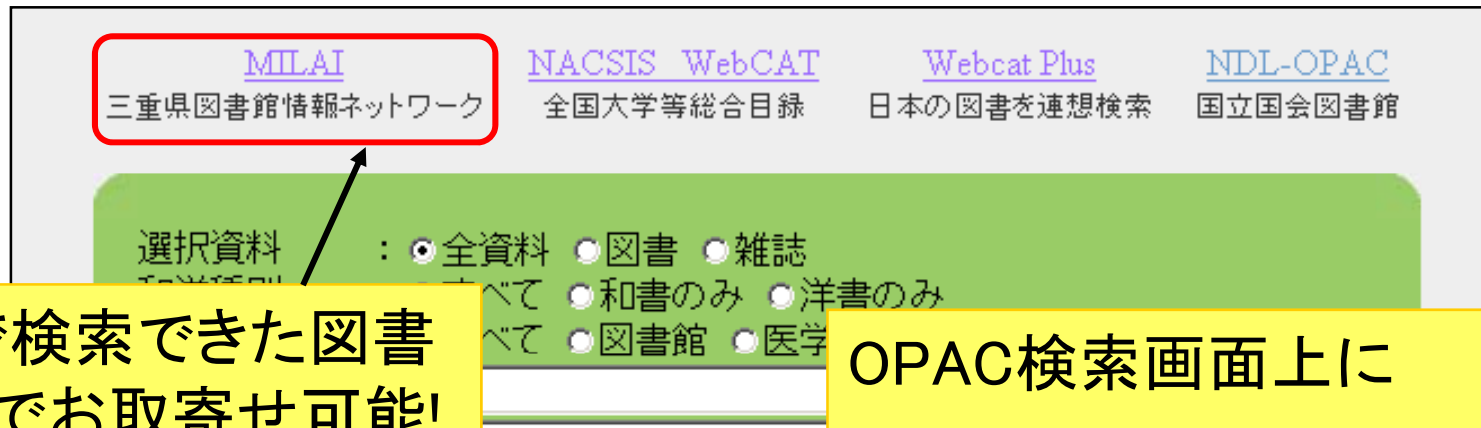 MILAI NACSIS WebCAT Webcat Plus NDL-OPAC
三重県図書館情報ネットワーク 全国大学等総合目録 日本の図書を連想検索 国立国会図書館
選択資料 : 全資料 図書 雑誌
べて 和書のみ 洋書のみ
べて 図書館 医学
検索できた図書
でお取寄せ可能!
OPAC検索画面上に